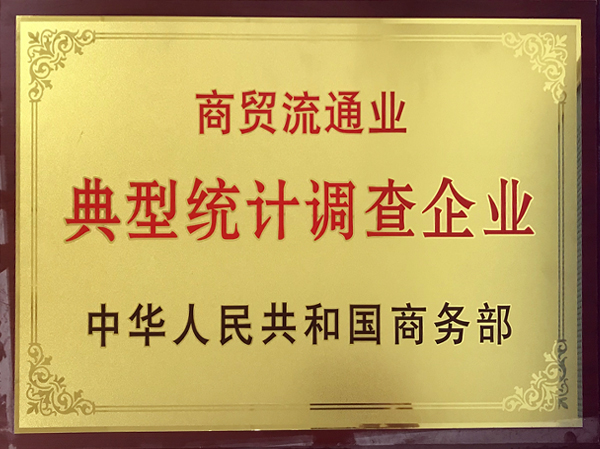 商贸流通业
典型统计调查企业
中华人民共和国商务部